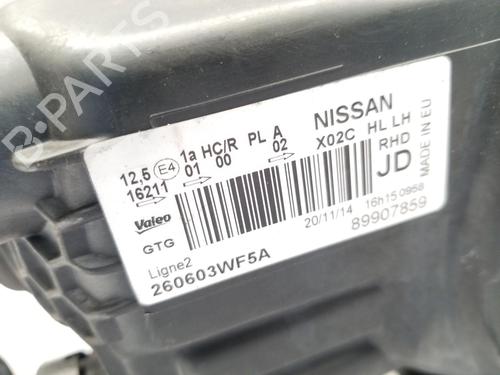 B-PARTS
12,5 E4 1a HC/R PL A NISSAN
16211 01 00 02 X02C HL LH
RHD
Valeo JD
MADE IN EU
GTG 20/11/14 16h15 0958
89907859
Ligne2
260603WF5A